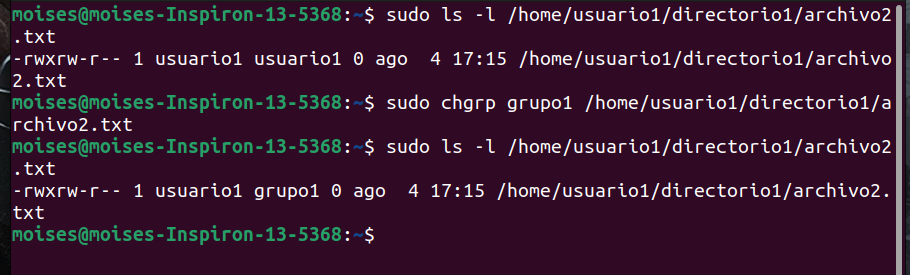 moises@moises-Inspiron-13-5368:~$ sudo ls -l /home/usuario1/directorio1/archivo2
.txt
-rwxrw-r-- 1 usuario1 usuario1 0 ago  4 17:15 /home/usuario1/directorio1/archivo
2.txt
moises@moises-Inspiron-13-5368:~$ sudo chgrp grupo1 /home/usuario1/directorio1/a
rchivo2.txt
moises@moises-Inspiron-13-5368:~$ sudo ls -l /home/usuario1/directorio1/archivo2
.txt
-rwxrw-r-- 1 usuario1 grupo1 0 ago  4 17:15 /home/usuario1/directorio1/archivo2.
txt
moises@moises-Inspiron-13-5368:~$